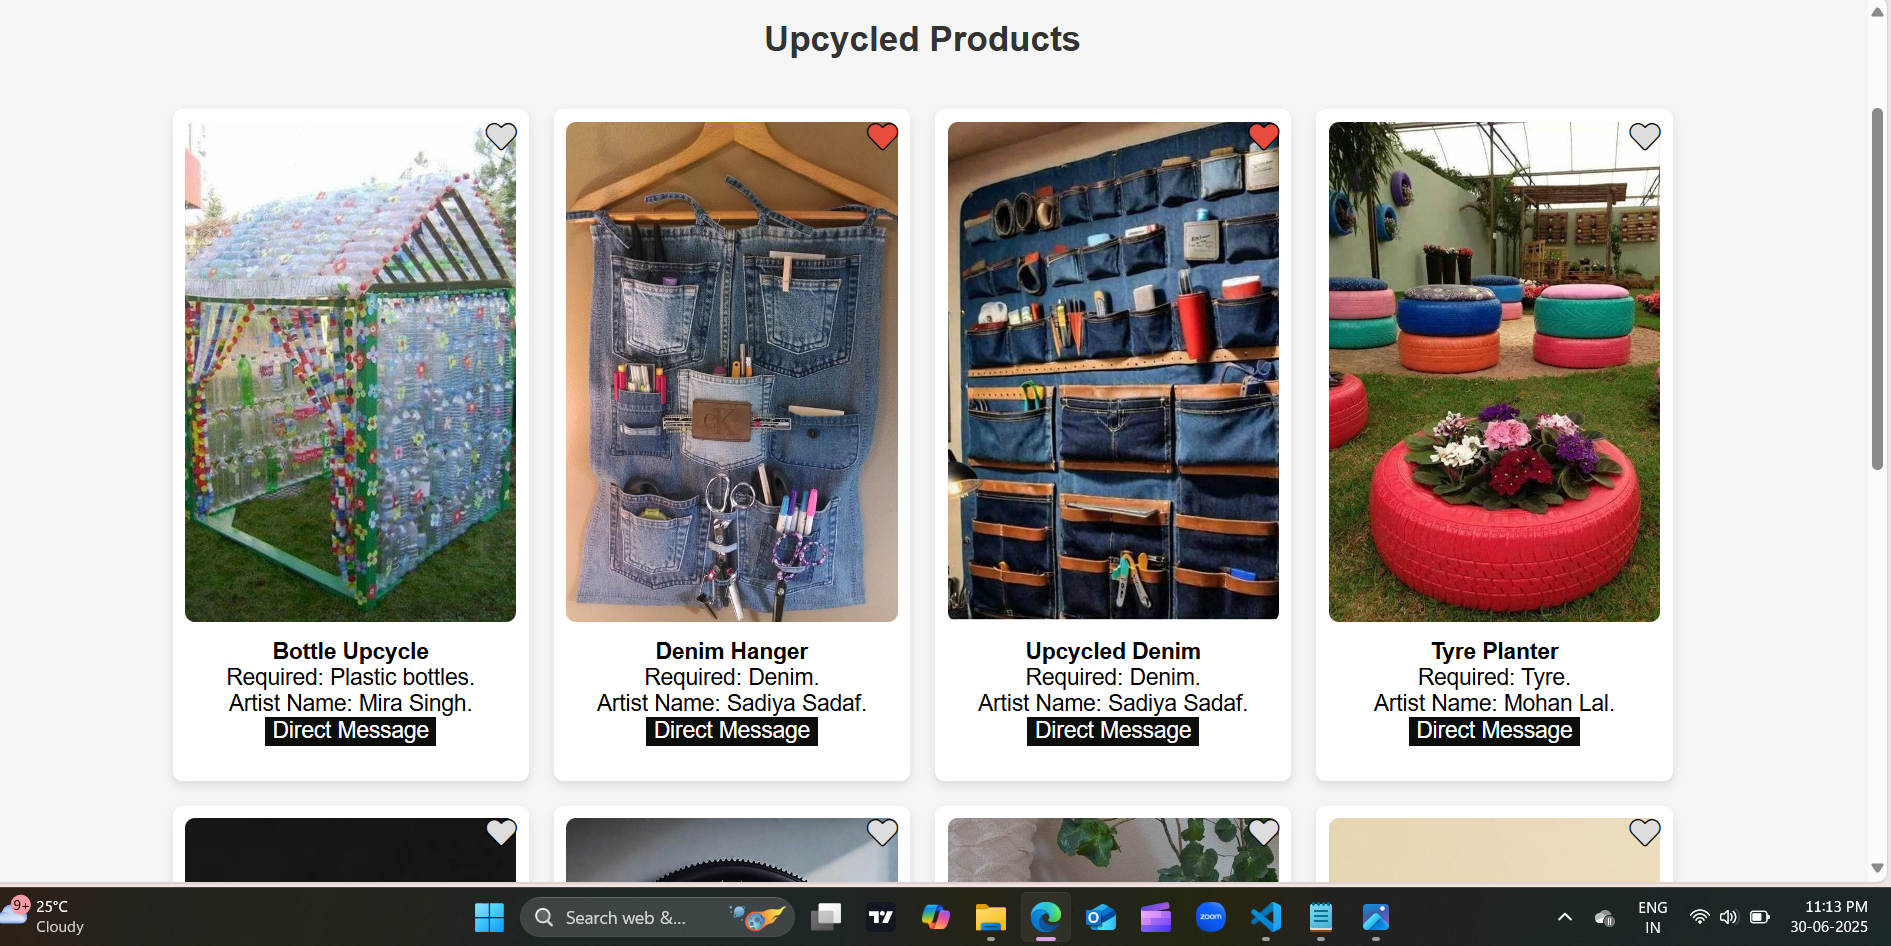 Upcycled Products
Bottle Upcycle
Required: Plastic bottles.
Artist Name: Mira Singh.
Direct Message
Denim Hanger
Required: Denim.
Artist Name: Sadiya Sadaf.
Direct Message
Upcycled Denim
Required: Denim.
Artist Name: Sadiya Sadaf.
Direct Message
Tyre Planter
Required: Tyre.
Artist Name: Mohan Lal.
Direct Message
9+
25°C
Cloudy
Search web &...
zoom
ENG
IN
11:13 PM
30-06-2025